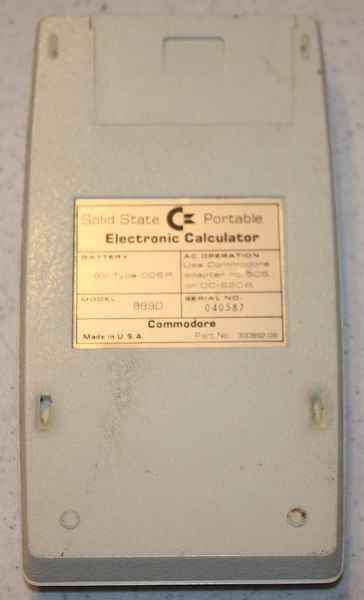 Solid State Portable
Electronic Calculator
BATTERY
9V Type-006P
AC OPERATION
Use Commodore
adapter no. 505
or DC-620A
MODEL 8690
SERIAL NO.
040587
Commodore
Made in U.S.A. Part No. 300892.08